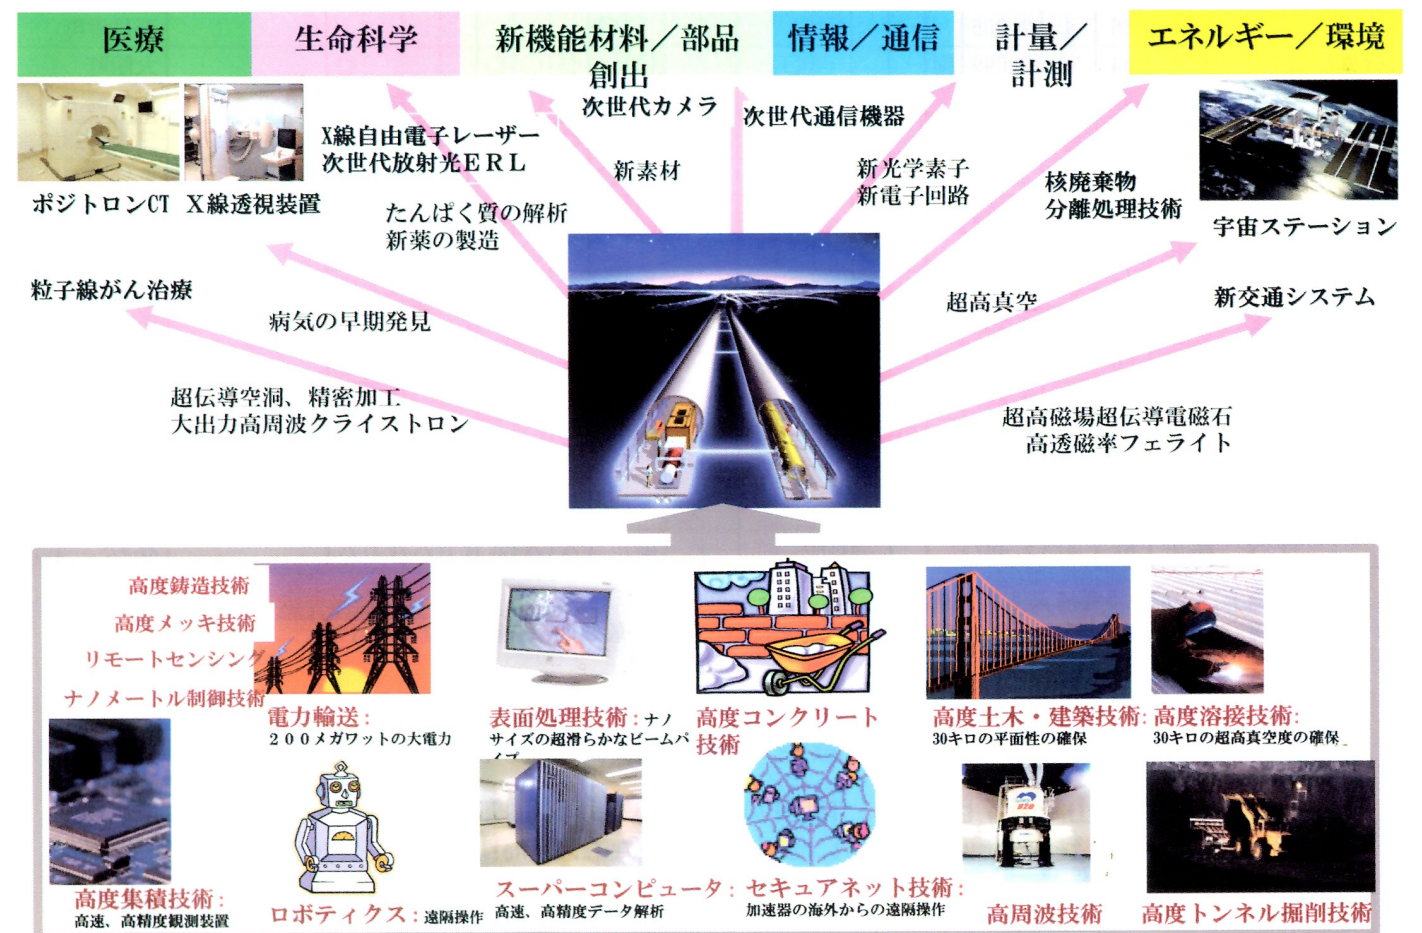 医療
生命科学
新機能材料／部品
創出
情報／通信
計量／
計測
エネルギー／環境
次世代カメラ
次世代通信機器
X線自由電子レーザー
次世代放射光ERL
新素材
新光学素子
新電子回路
核廃棄物
分離処理技術
ポジトロンCT
X線透視装置
たんぱく質の解析
新薬の製造
宇宙ステーション
粒子線がん治療
病気の早期発見
超高真空
新交通システム
超伝導空洞、精密加工
大出力高周波クライストロン
超高磁場超伝導電磁石
高透磁率フェライト
高度鋳造技術
高度メッキ技術
リモートセンシング
ナノメートル制御技術
電力輸送：
２００メガワットの大電力
表面処理技術：ナノ
サイズの超滑らかなビームパ
イプ
高度コンクリート
技術
高度土木・建築技術：
30キロの平面性の確保
高度溶接技術：
30キロの超高真空度の確保
高度集積技術：
高速、高精度観測装置
ロボティクス：遠隔操作
スーパーコンピュータ：
高速、高精度データ解析
セキュアネット技術：
加速器の海外からの遠隔操作
高周波技術
高度トンネル掘削技術